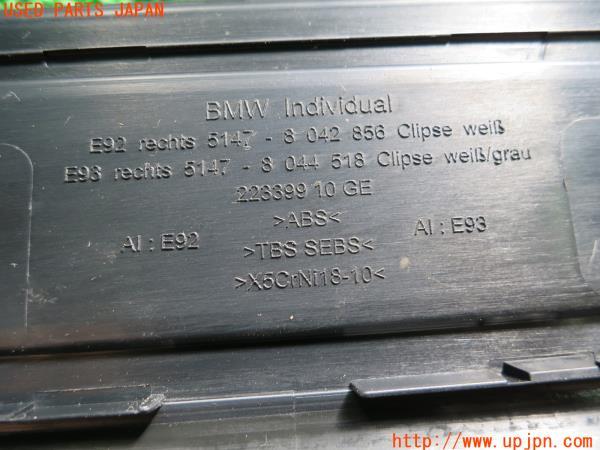 USED PARTS JAPAN
BMW Individual
E92 rechts 5147 - 8 042 856 Clipse weiß
E93 rechts 5147 - 8 044 518 Clipse weiß/grau
223399 10 GE
>ABS<
AI : E92
>TBS SEBS<
AI : E93
>X5CrNi18-10<
http://www.upjpn.com/